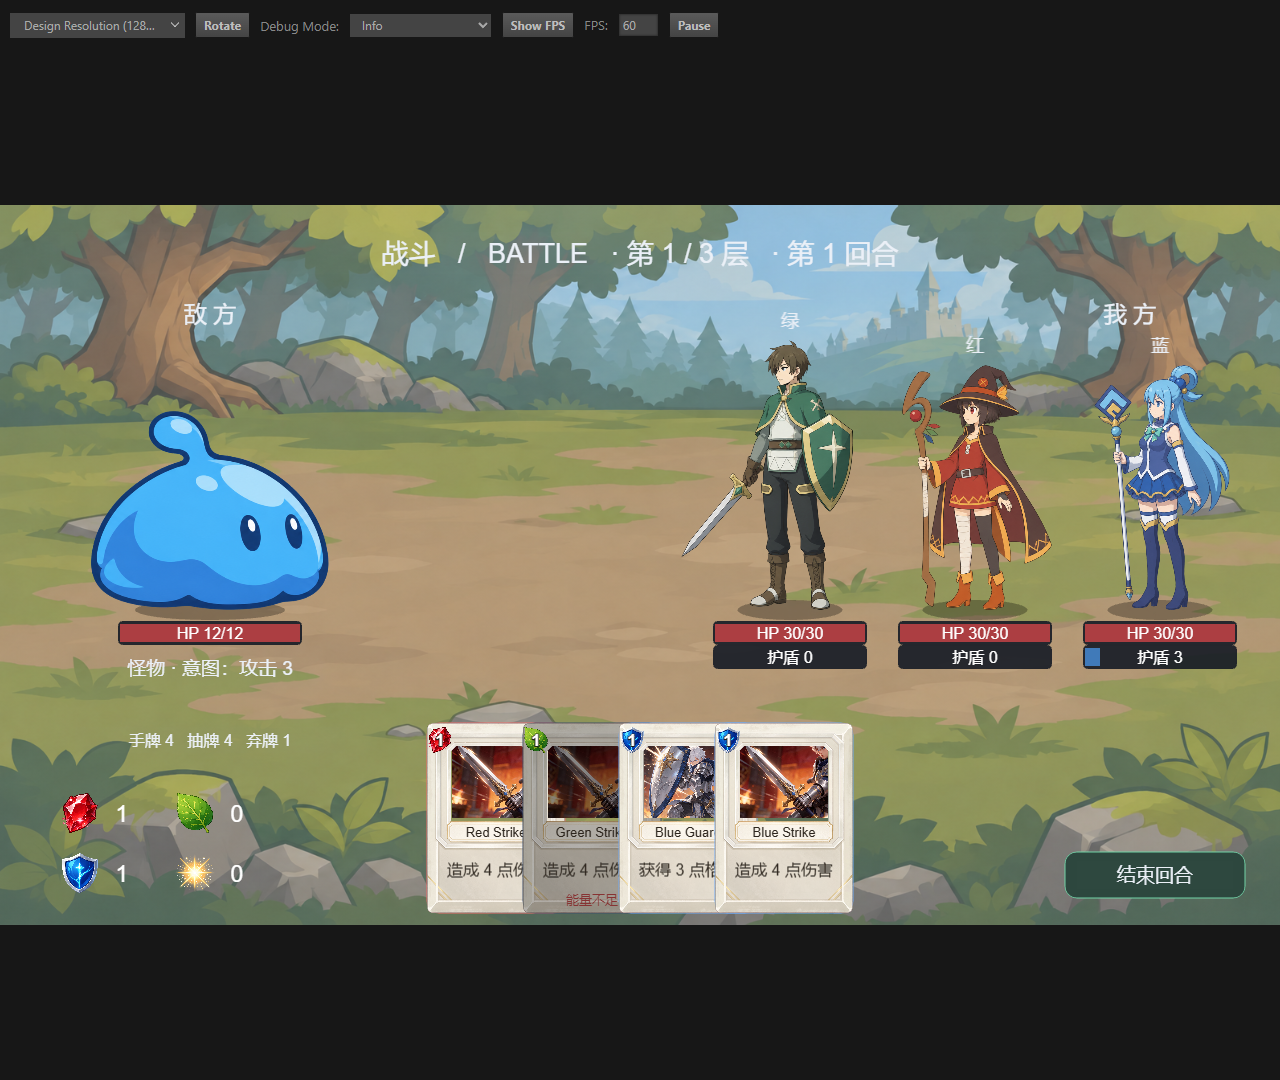 Design Resolution (128... Rotate Debug Mode: Info Show FPS FPS: 60 Pause
战斗 / BATTLE · 第 1 / 3 层 · 第 1 回合
敌 方
我 方
绿
红
蓝
HP 12/12
HP 30/30
HP 30/30
HP 30/30
护盾 0
护盾 0
护盾 3
怪物 · 意图：攻击 3
手牌 4 抽牌 4 弃牌 1
1
0
1
0
1
Red Strike
造成 4 点伤
1
Green Strik
造成 4 点伤
能量不足
1
Blue Guar
获得 3 点格
1
Blue Strike
造成 4 点伤害
结束回合